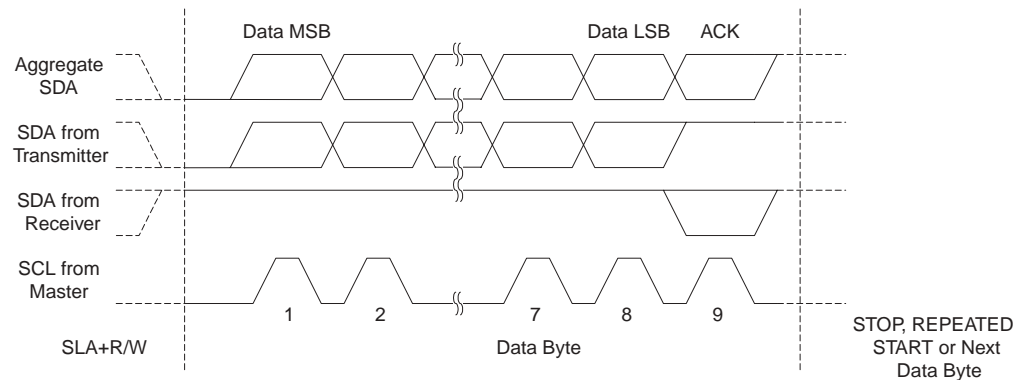 Data MSB
Data LSB
ACK
Aggregate
SDA
SDA from
Transmitter
SDA from
Receiver
SCL from
Master
1
2
7
8
9
SLA+R/W
Data Byte
STOP, REPEATED
START or Next
Data Byte